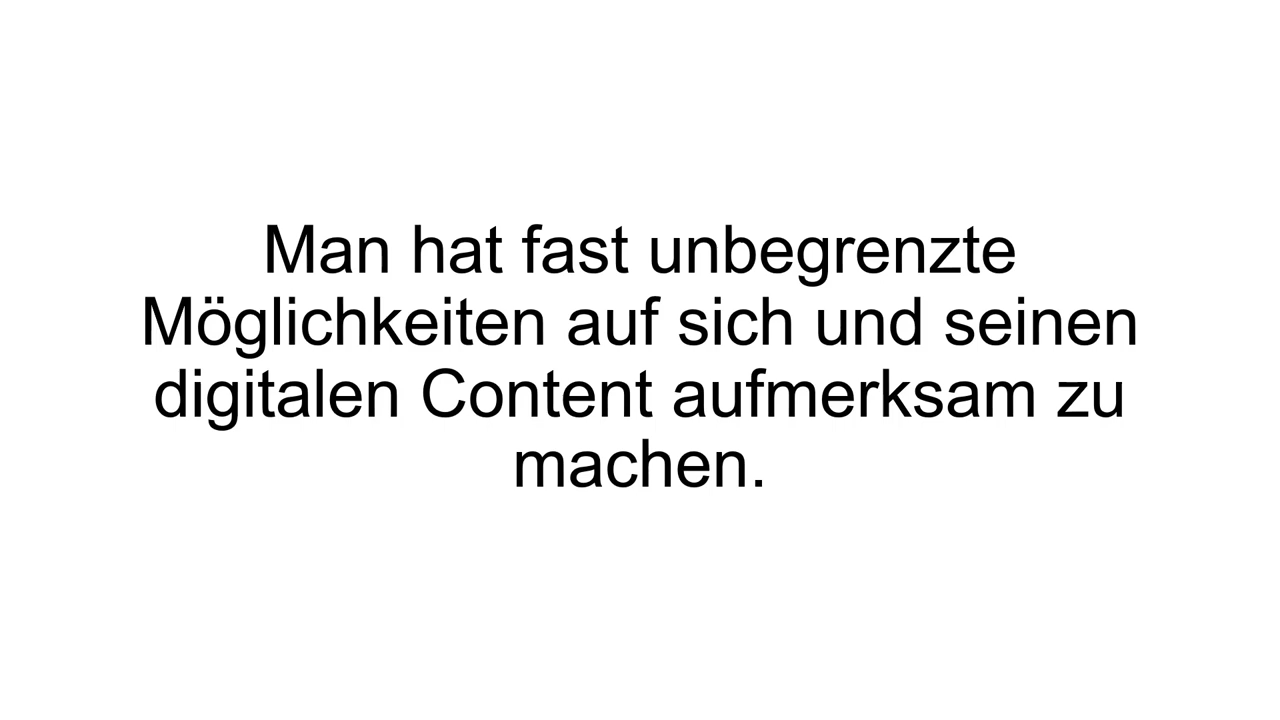 Man hat fast unbegrenzte
Möglichkeiten auf sich und seinen
digitalen Content aufmerksam zu
machen.